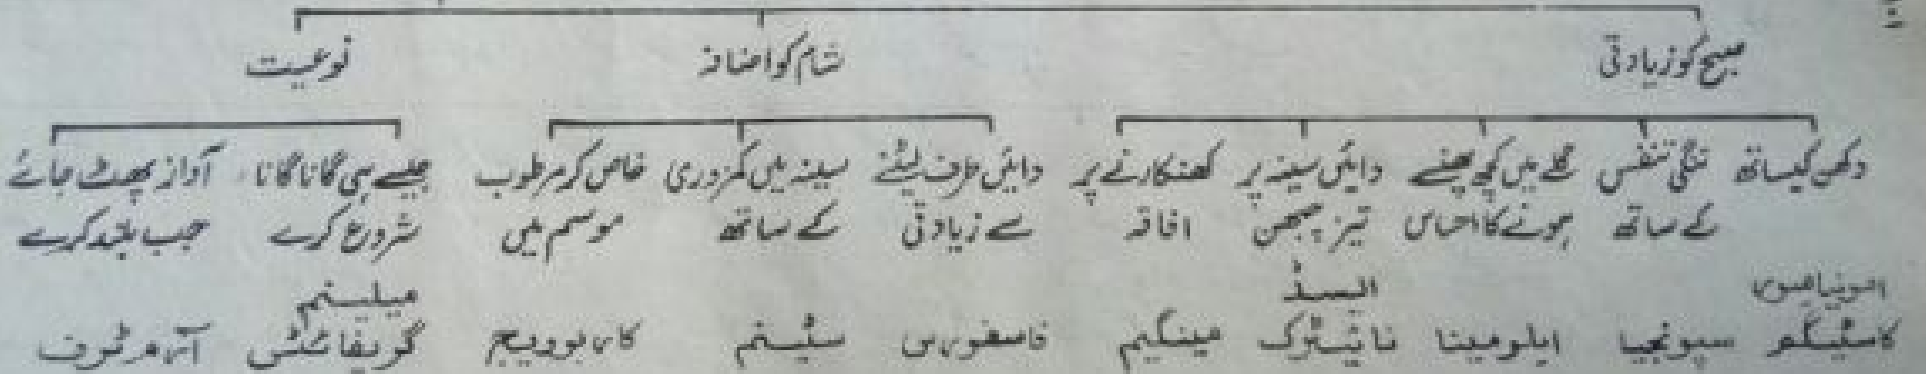 صبح کو زیادتی شام کو اضافہ نوعیت
دکھن کیساتھ تنگی تنفس گلے میں کچھ پھنسے دائیں سینہ پر کھنکارنے پر دائیں طرف لیٹنے سینہ میں کمزوری خاص کر مرطوب جیسے ہی گانا گانا آواز پھٹ جائے
کے ساتھ ہونے کا احساس تیز چبھن افاقہ سے زیادتی کے ساتھ موسم میں شروع کرے جب بلند کرے
ایسڈ سیلینم
کاسٹیکم سپونجیا ایلومینا نائیٹرک مینگینم فاسفورس سٹینم کاربوویج گریفائٹس آرم ٹرف